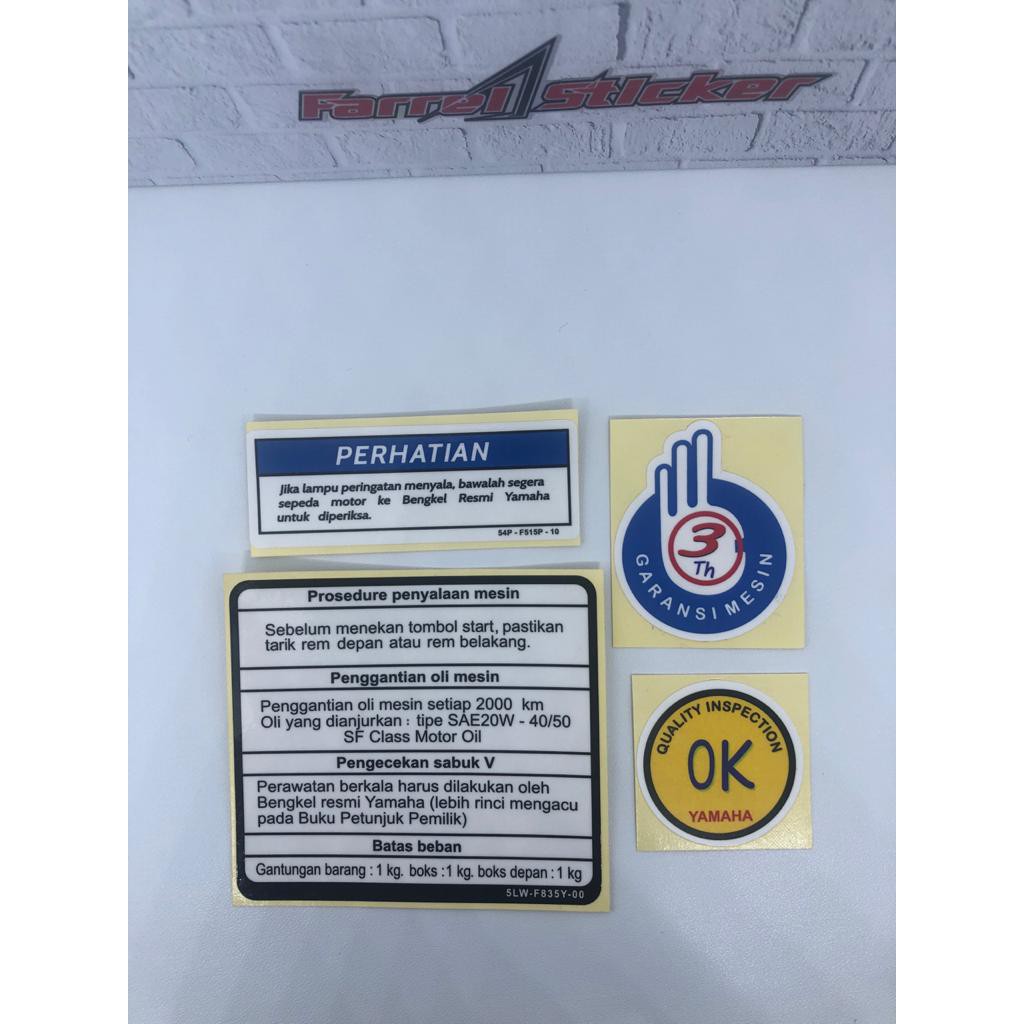 Farrel1 Sticker
PERHATIAN
Jika lampu peringatan menyala, bawalah segera
sepeda motor ke Bengkel Resmi Yamaha
untuk diperiksa.
54P - F515P - 10
3
Th
GARANSI MESIN
Prosedure penyalaan mesin
Sebelum menekan tombol start, pastikan
tarik rem depan atau rem belakang.
Penggantian oli mesin
Penggantian oli mesin setiap 2000 km
Oli yang dianjurkan : tipe SAE20W - 40/50
SF Class Motor Oil
Pengecekan sabuk V
Perawatan berkala harus dilakukan oleh
Bengkel resmi Yamaha (lebih rinci mengacu
pada Buku Petunjuk Pemilik)
Batas beban
Gantungan barang : 1 kg. boks : 1 kg. boks depan : 1 kg
5LW-F835Y-00
QUALITY INSPECTION
OK
YAMAHA